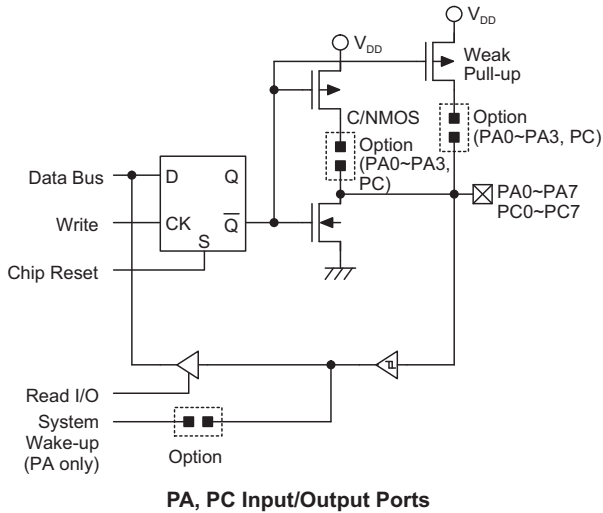 VDD
VDD
Weak
Pull-up
C/NMOS
Option
(PA0~PA3,
PC)
Option
(PA0~PA3, PC)
Data Bus
D
Q
Write
CK
Q
S
Chip Reset
PA0~PA7
PC0~PC7
Read I/O
System
Wake-up
(PA only)
Option
PA, PC Input/Output Ports